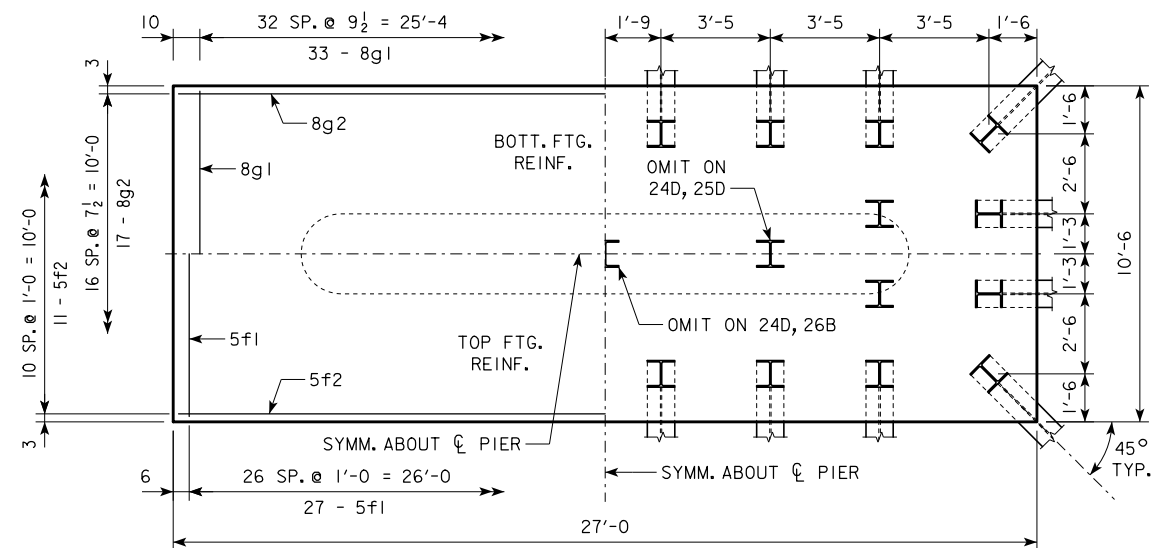 10
32 SP.@ 9½ = 25'-4
33 - 8g1
1'-9
3'-5
3'-5
3'-5
1'-6
3
8g2
BOTT. FTG.
REINF.
OMIT ON
24D, 25D
8g1
16 SP.@ 7½ = 10'-0
17 - 8g2
10 SP.@ 1'-0 = 10'-0
11 - 5f2
1'-6
2'-6
1'-3
1'-3
2'-6
1'-6
10'-6
OMIT ON 24D, 26B
TOP FTG.
REINF.
5f1
5f2
3
SYMM. ABOUT ℄ PIER
SYMM. ABOUT ℄ PIER
45°
TYP.
6
26 SP.@ 1'-0 = 26'-0
27 - 5f1
27'-0